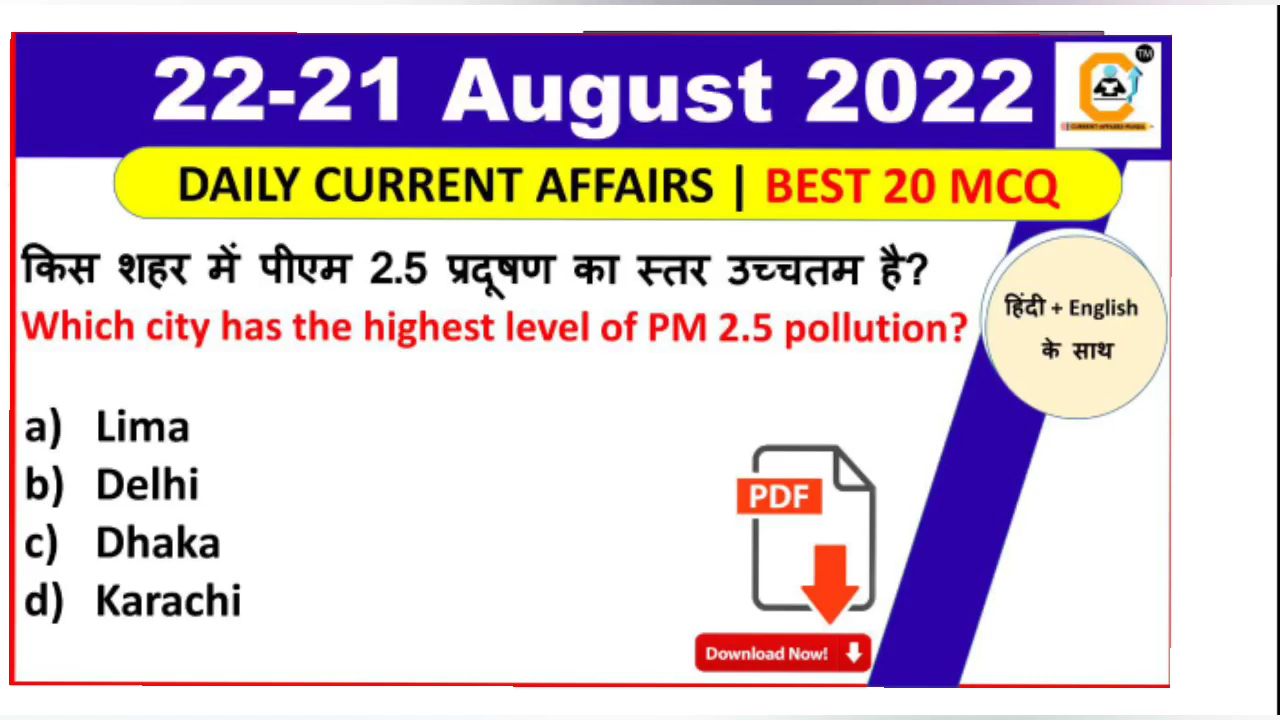 22-21 August 2022
TM
DAILY CURRENT AFFAIRS | BEST 20 MCQ
किस शहर में पीएम 2.5 प्रदूषण का स्तर उच्चतम है?
Which city has the highest level of PM 2.5 pollution?
हिंदी + English
के साथ
a) Lima
b) Delhi
c) Dhaka
d) Karachi
PDF
Download Now!